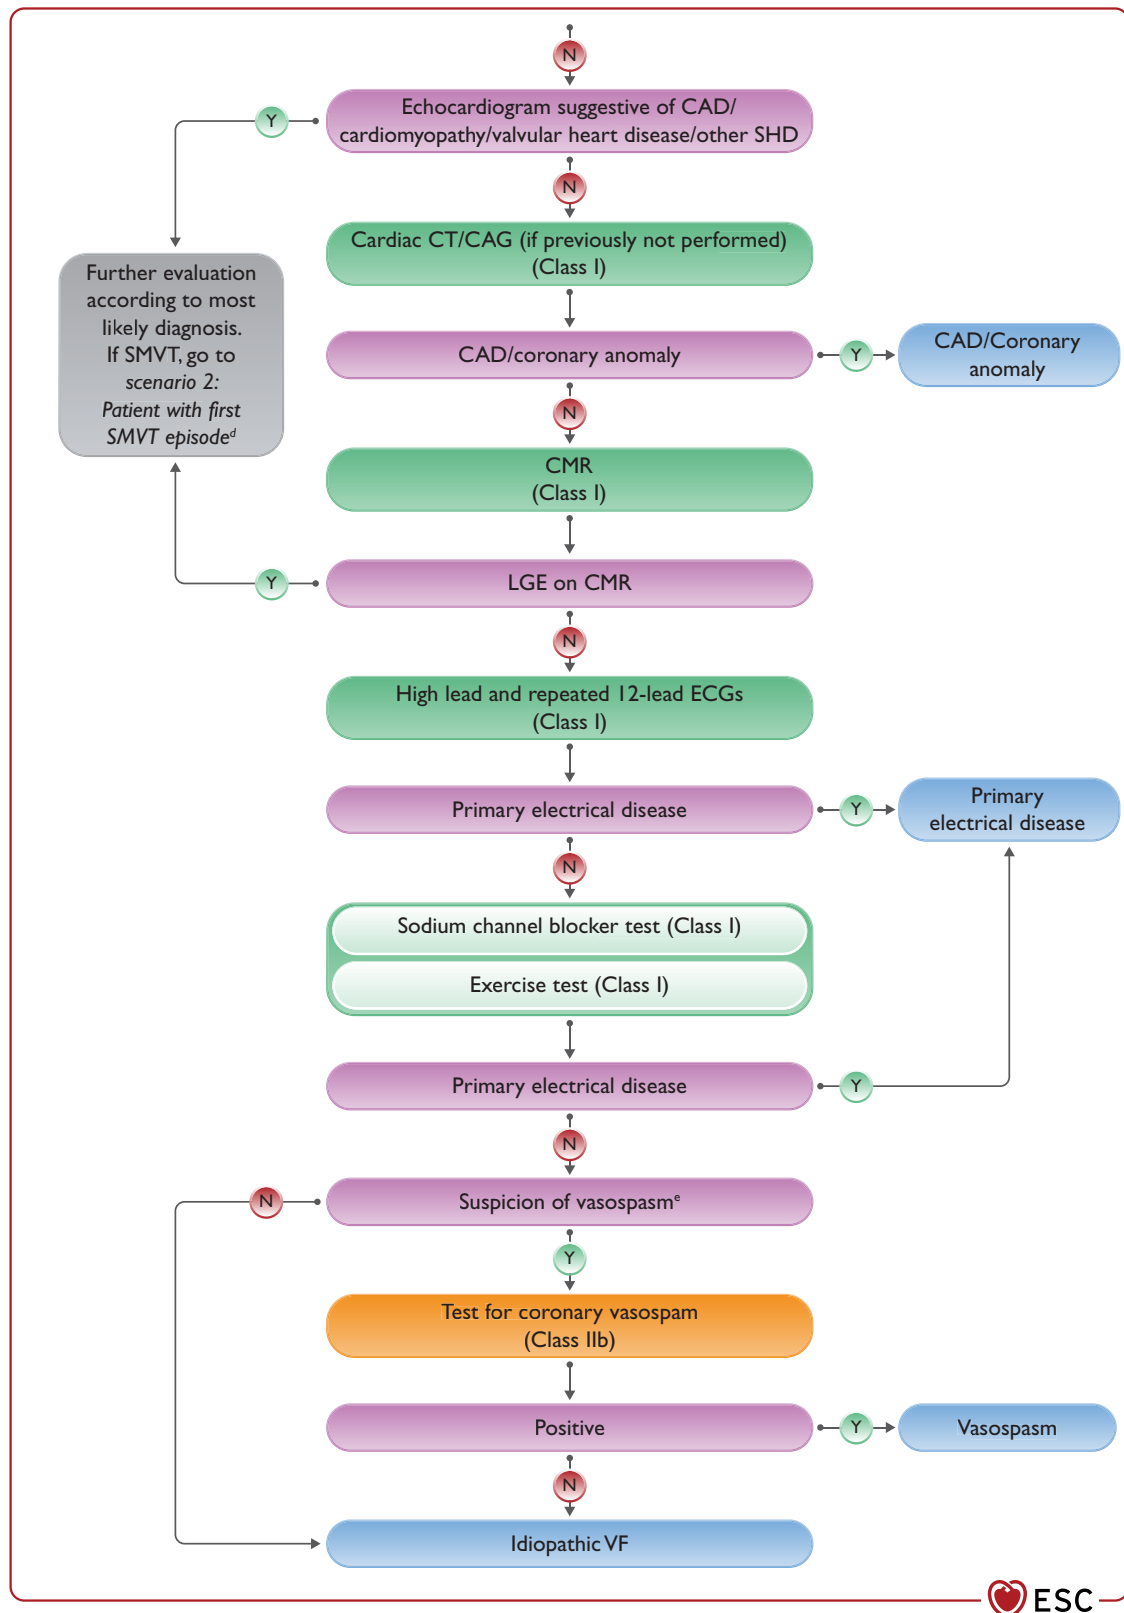 N
Echocardiogram suggestive of CAD/
cardiomyopathy/valvular heart disease/other SHD
Y
N
Cardiac CT/CAG (if previously not performed)
(Class I)
Further evaluation
according to most
likely diagnosis.
If SMVT, go to
scenario 2:
Patient with first
SMVT episodeᵈ
CAD/coronary anomaly
Y
CAD/Coronary
anomaly
N
CMR
(Class I)
Y
LGE on CMR
N
High lead and repeated 12-lead ECGs
(Class I)
Primary electrical disease
Y
Primary
electrical disease
N
Sodium channel blocker test (Class I)
Exercise test (Class I)
Primary electrical disease
Y
N
N
Suspicion of vasospasmᵉ
Y
Test for coronary vasospam
(Class IIb)
Positive
Y
Vasospasm
N
Idiopathic VF
ESC